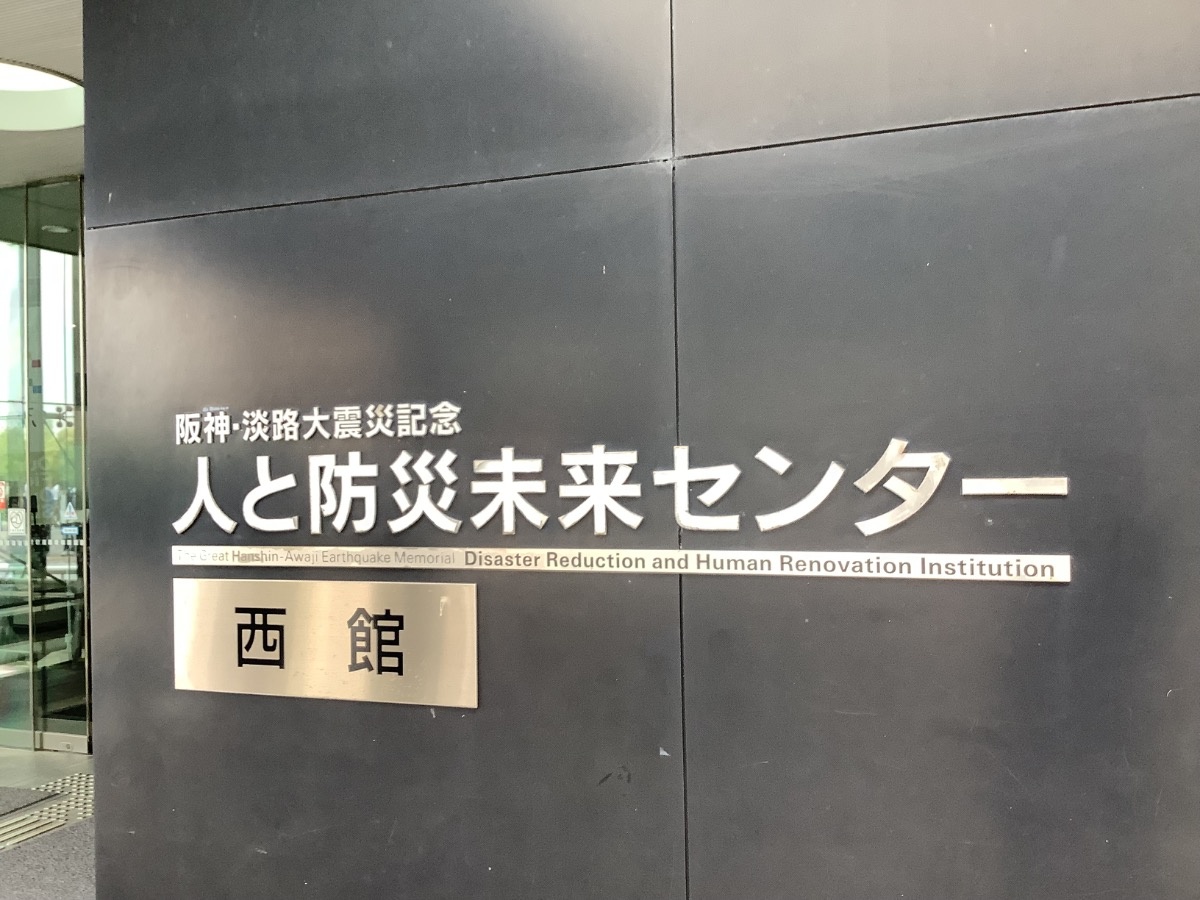 阪神・淡路大震災記念
人と防災未来センター
The Great Hanshin-Awaji Earthquake Memorial Disaster Reduction and Human Renovation Institution
西館